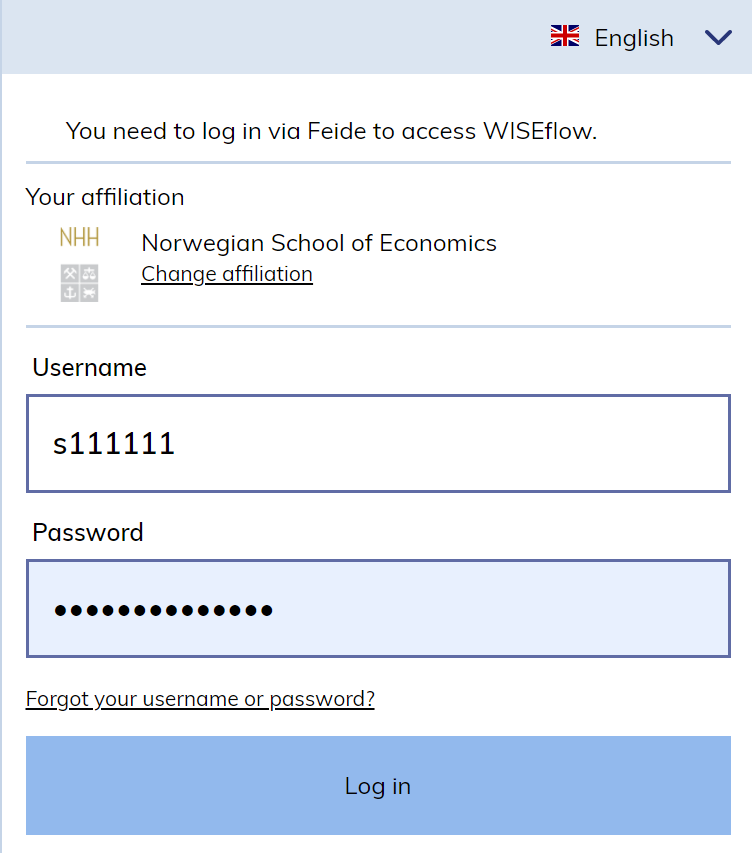 English
You need to log in via Feide to access WISEflow.
Your affiliation
NHH
Norwegian School of Economics
Change affiliation
Username
s111111
Password
••••••••••••••
Forgot your username or password?
Log in